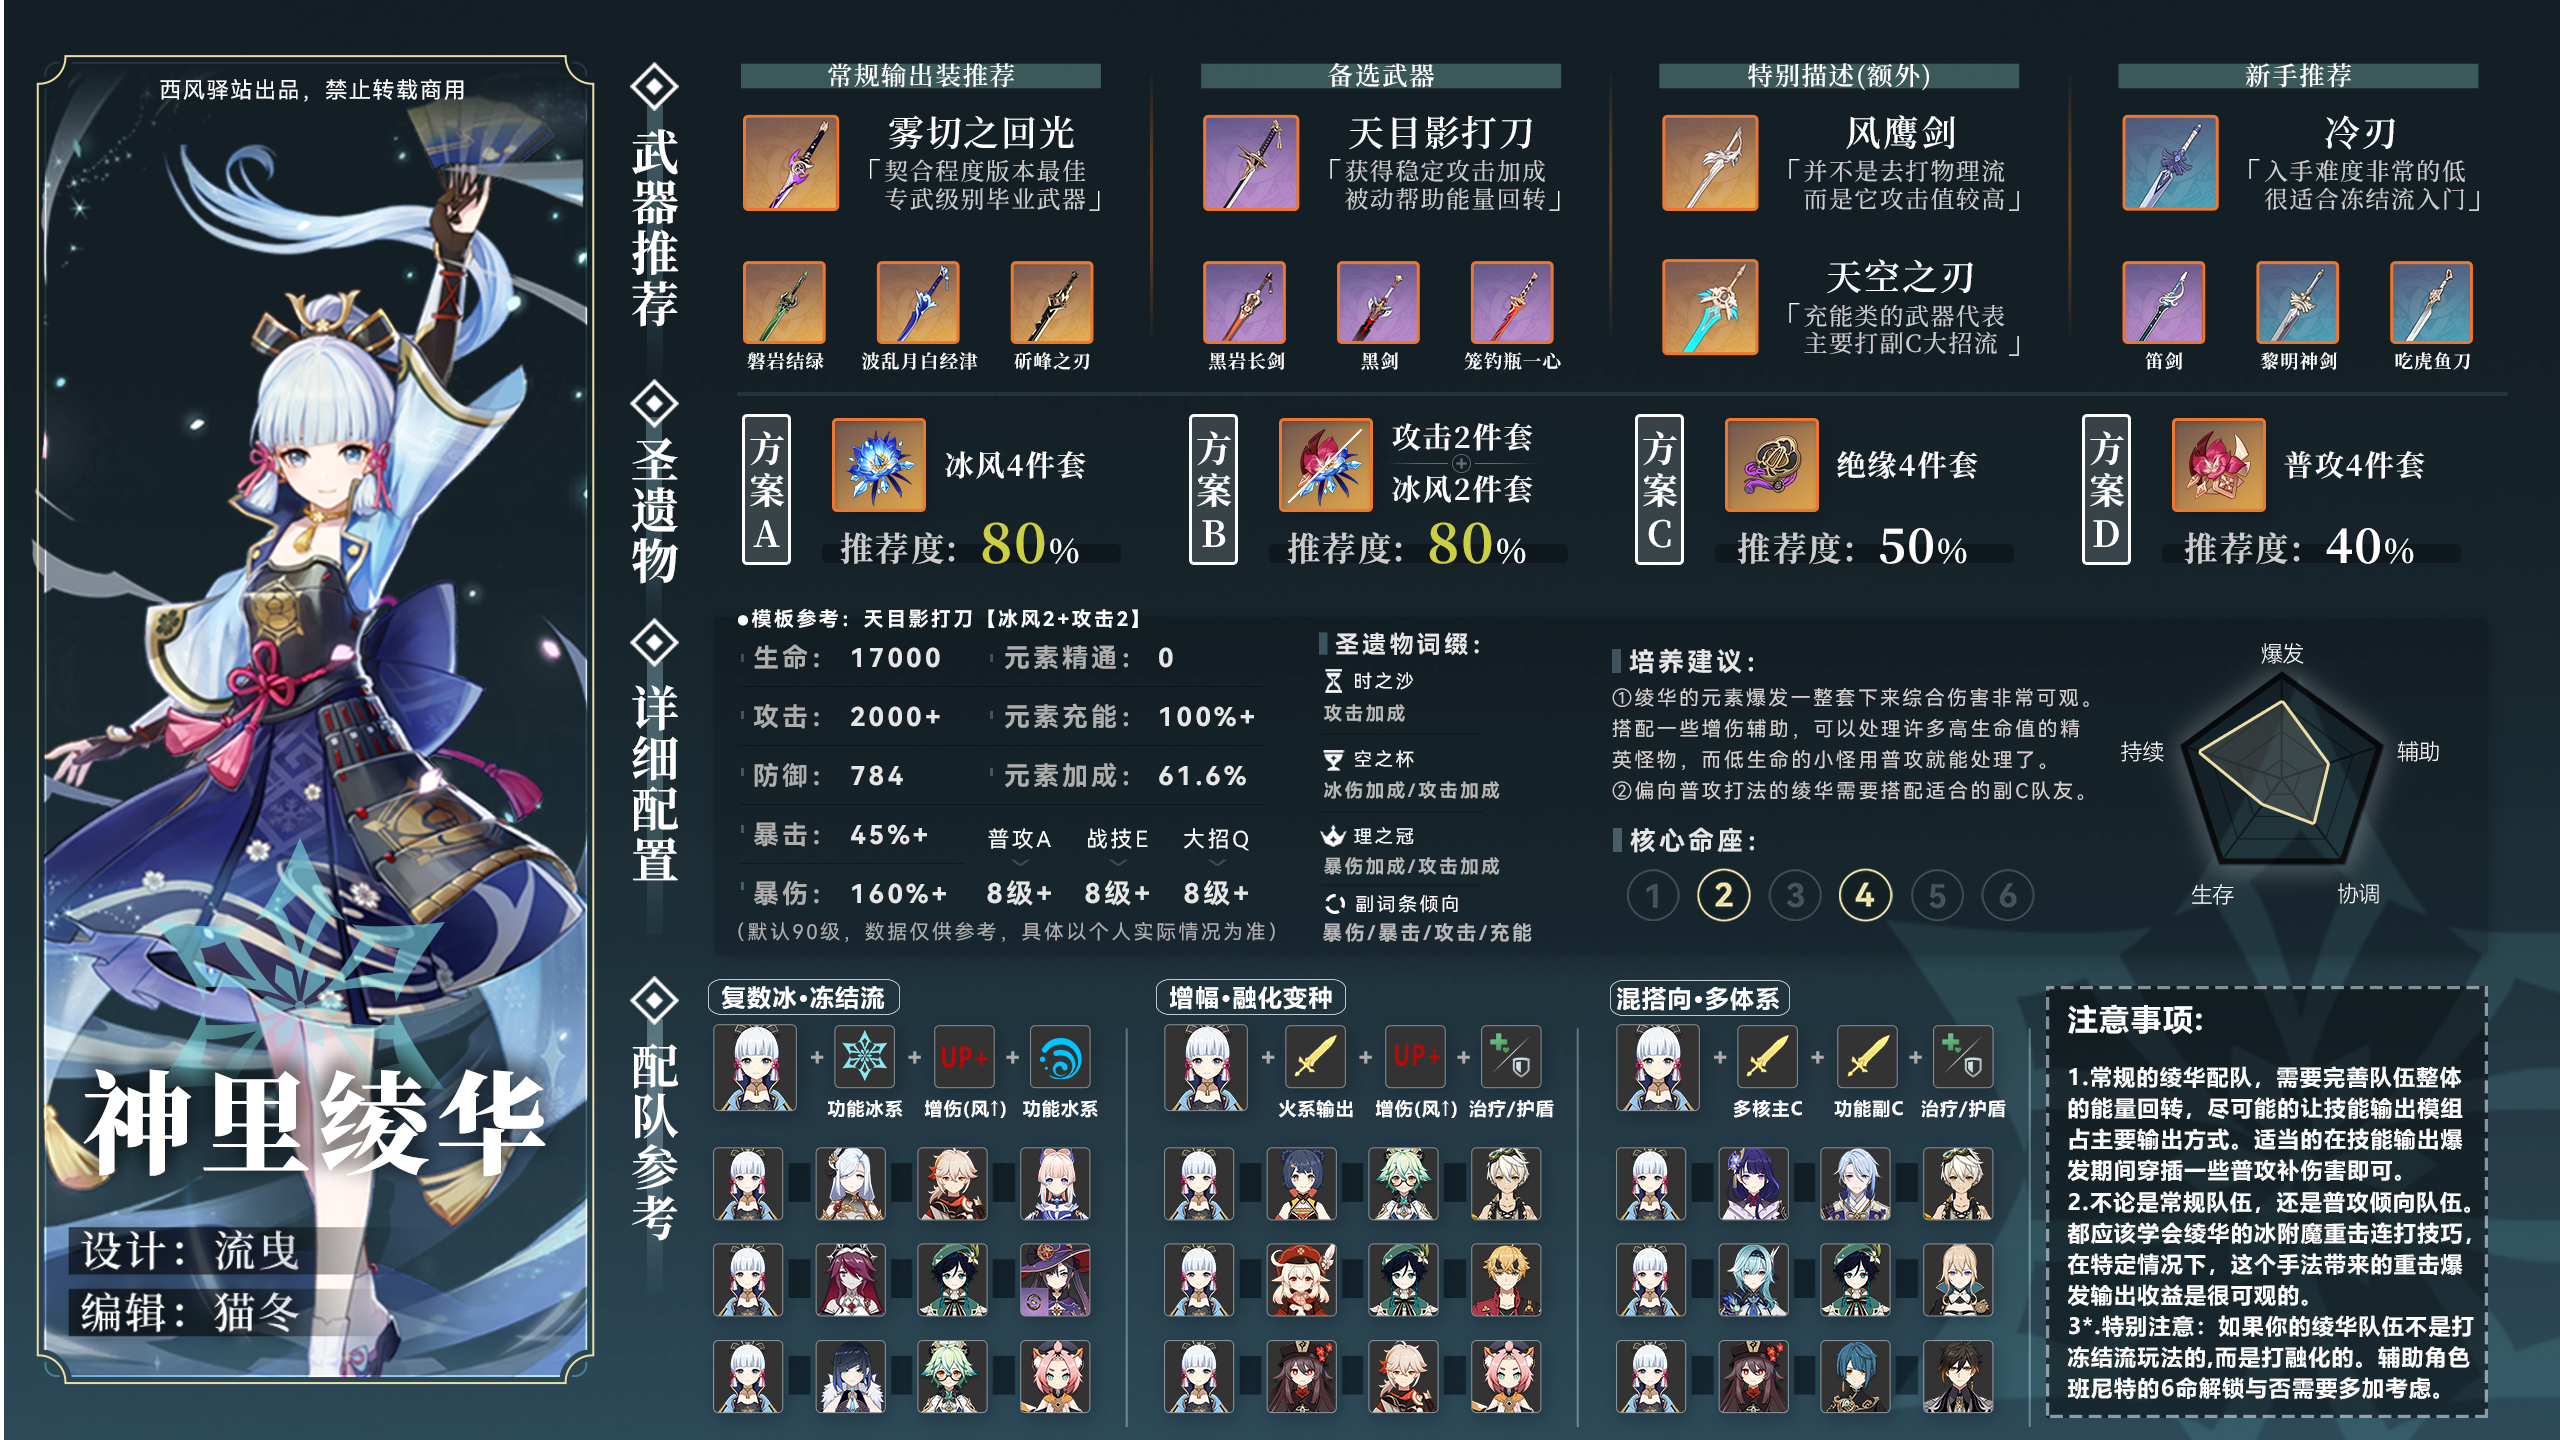 西风驿站出品，禁止转载商用
神里绫华
设计：流曳
编辑：猫冬
武器推荐
常规输出装推荐
雾切之回光
「契合程度版本最佳
专武级别毕业武器」
磐岩结绿
波乱月白经津
斫峰之刃
备选武器
天目影打刀
「获得稳定攻击加成
被动帮助能量回转」
黑岩长剑
黑剑
笼钓瓶一心
特别描述(额外)
风鹰剑
「并不是去打物理流
而是它攻击值较高」
天空之刃
「充能类的武器代表
主要打副C大招流 」
新手推荐
冷刃
「入手难度非常的低
很适合冻结流入门」
笛剑
黎明神剑
吃虎鱼刀
圣遗物
方案A
冰风4件套
推荐度：80%
方案B
攻击2件套
冰风2件套
推荐度：80%
方案C
绝缘4件套
推荐度：50%
方案D
普攻4件套
推荐度：40%
详细配置
●模板参考：天目影打刀【冰风2+攻击2】
生命：17000
元素精通：0
攻击：2000+
元素充能：100%+
防御：784
元素加成：61.6%
暴击：45%+
普攻A 战技E 大招Q
暴伤：160%+
8级+ 8级+ 8级+
(默认90级，数据仅供参考，具体以个人实际情况为准)
圣遗物词缀：
时之沙
攻击加成
空之杯
冰伤加成/攻击加成
理之冠
暴伤加成/攻击加成
副词条倾向
暴伤/暴击/攻击/充能
培养建议：
①绫华的元素爆发一整套下来综合伤害非常可观。
搭配一些增伤辅助，可以处理许多高生命值的精
英怪物，而低生命的小怪用普攻就能处理了。
②偏向普攻打法的绫华需要搭配适合的副C队友。
核心命座：
1 2 3 4 5 6
爆发
持续
辅助
生存
协调
配队参考
复数冰•冻结流
UP+
功能冰系
增伤(风↑)
功能水系
增幅•融化变种
UP+
火系输出
增伤(风↑)
治疗/护盾
混搭向•多体系
多核主C
功能副C
治疗/护盾
注意事项:
1.常规的绫华配队，需要完善队伍整体
的能量回转，尽可能的让技能输出模组
占主要输出方式。适当的在技能输出爆
发期间穿插一些普攻补伤害即可。
2.不论是常规队伍，还是普攻倾向队伍。
都应该学会绫华的冰附魔重击连打技巧，
在特定情况下，这个手法带来的重击爆
发输出收益是很可观的。
3*.特别注意：如果你的绫华队伍不是打
冻结流玩法的,而是打融化的。辅助角色
班尼特的6命解锁与否需要多加考虑。